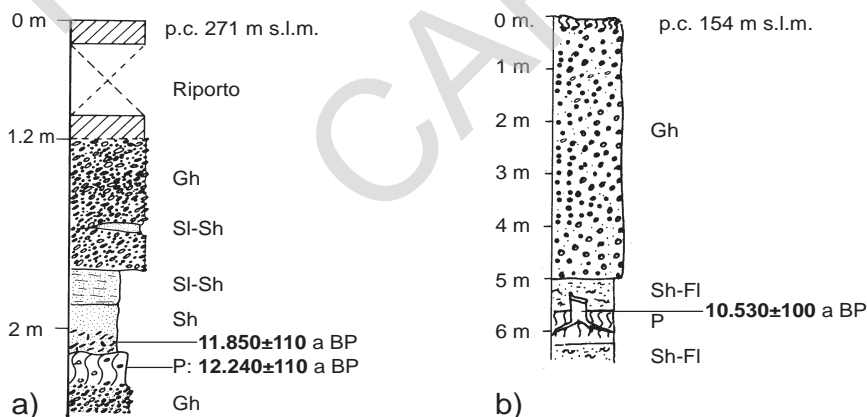 0 m
p.c. 271 m s.l.m.
Riporto
1.2 m
Gh
Sl-Sh
Sl-Sh
Sh
2 m
11.850±110 a BP
P: 12.240±110 a BP
Gh
a)
0 m.
p.c. 154 m s.l.m.
1 m
2 m
Gh
3 m
4 m
5 m
Sh-Fl
10.530±100 a BP
P
6 m
Sh-Fl
b)
CA